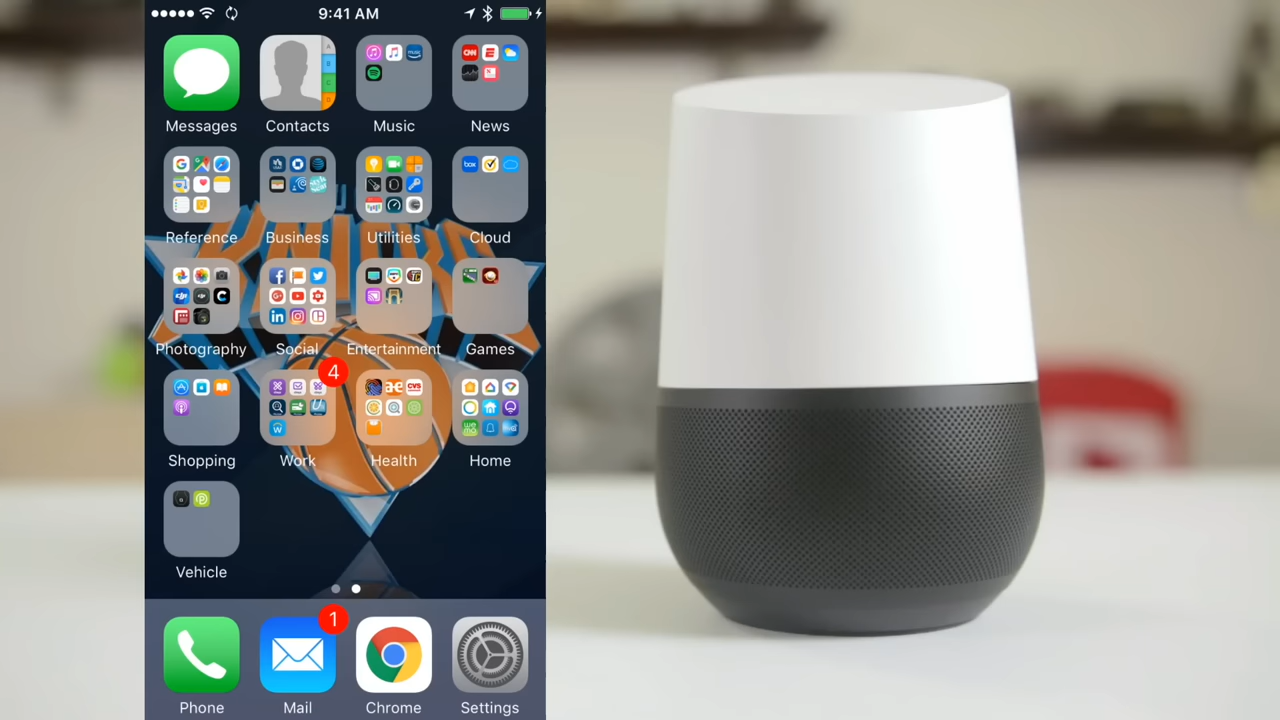 9:41 AM
Messages Contacts Music News
Reference Business Utilities Cloud
Photography Social Entertainment Games
4
Shopping Work Health Home
Vehicle
1
Phone Mail Chrome Settings